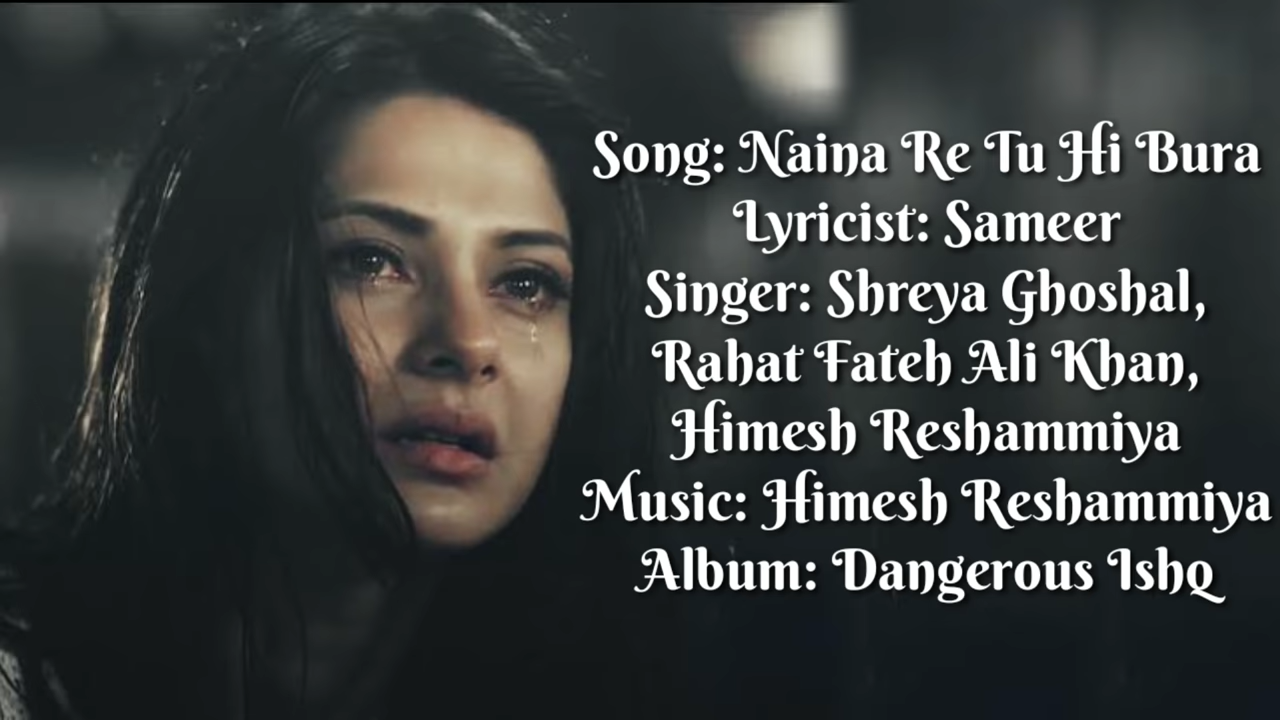 Song: Naina Re Tu Hi Bura
Lyricist: Sameer
Singer: Shreya Ghoshal,
Rahat Fateh Ali Khan,
Himesh Reshammiya
Music: Himesh Reshammiya
Album: Dangerous Ishq